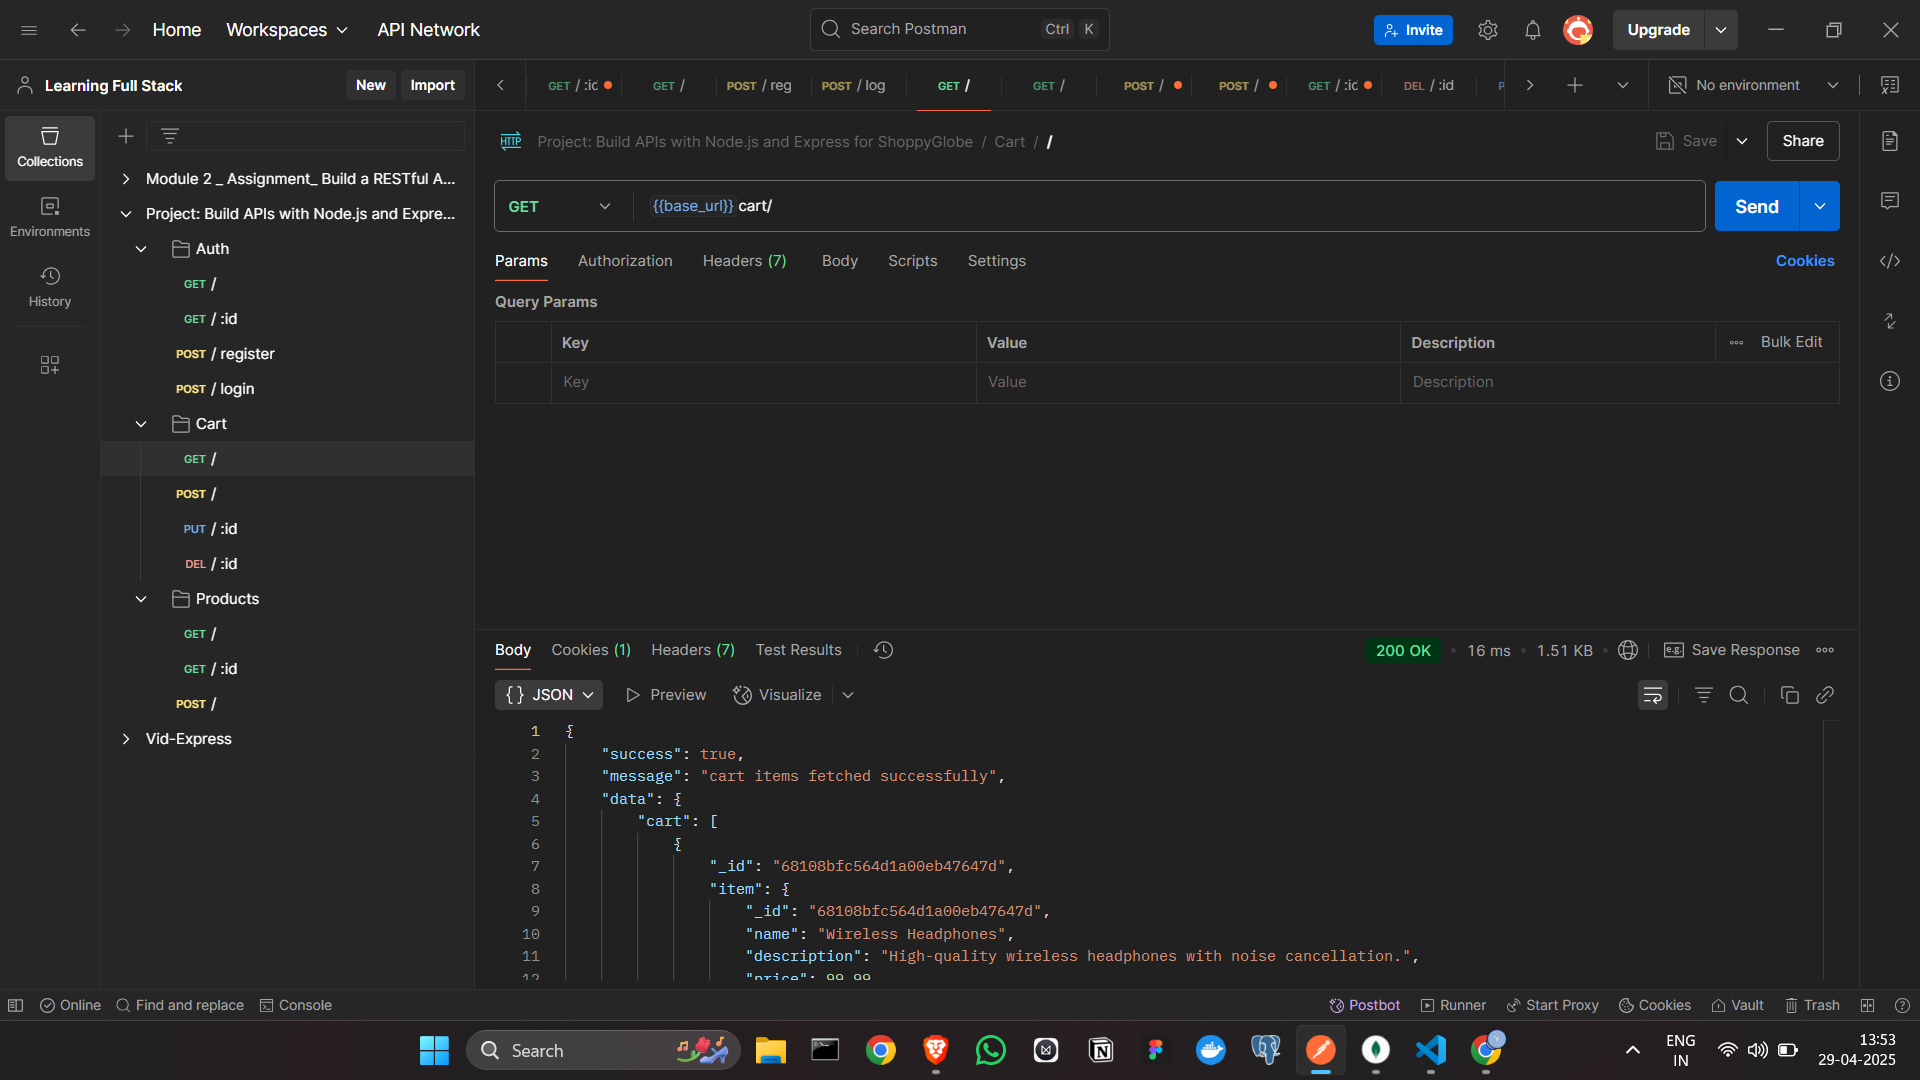 Home Workspaces API Network Search Postman Ctrl K Invite Upgrade
Learning Full Stack New Import GET / :ic GET / POST / reg POST / log GET / GET / POST / POST / GET / :ic DEL / :id P No environment
Collections
Environments
History
Module 2 _ Assignment_ Build a RESTful A...
Project: Build APIs with Node.js and Expre...
Auth
GET /
GET / :id
POST / register
POST / login
Cart
GET /
POST /
PUT / :id
DEL / :id
Products
GET /
GET / :id
POST /
Vid-Express
HTTP Project: Build APIs with Node.js and Express for ShoppyGlobe / Cart / / Save Share
GET {{base_url}} cart/ Send
Params Authorization Headers (7) Body Scripts Settings Cookies
Query Params
Key Value Description Bulk Edit
Key Value Description
Body Cookies (1) Headers (7) Test Results 200 OK • 16 ms • 1.51 KB • e.g. Save Response
{} JSON Preview Visualize
1 {
2 "success": true,
3 "message": "cart items fetched successfully",
4 "data": {
5 "cart": [
6 {
7 "_id": "68108bfc564d1a00eb47647d",
8 "item": {
9 "_id": "68108bfc564d1a00eb47647d",
10 "name": "Wireless Headphones",
11 "description": "High-quality wireless headphones with noise cancellation.",
12 "price": 99.99
Online Find and replace Console Postbot Runner Start Proxy Cookies Vault Trash
Search ENG IN 13:53
29-04-2025